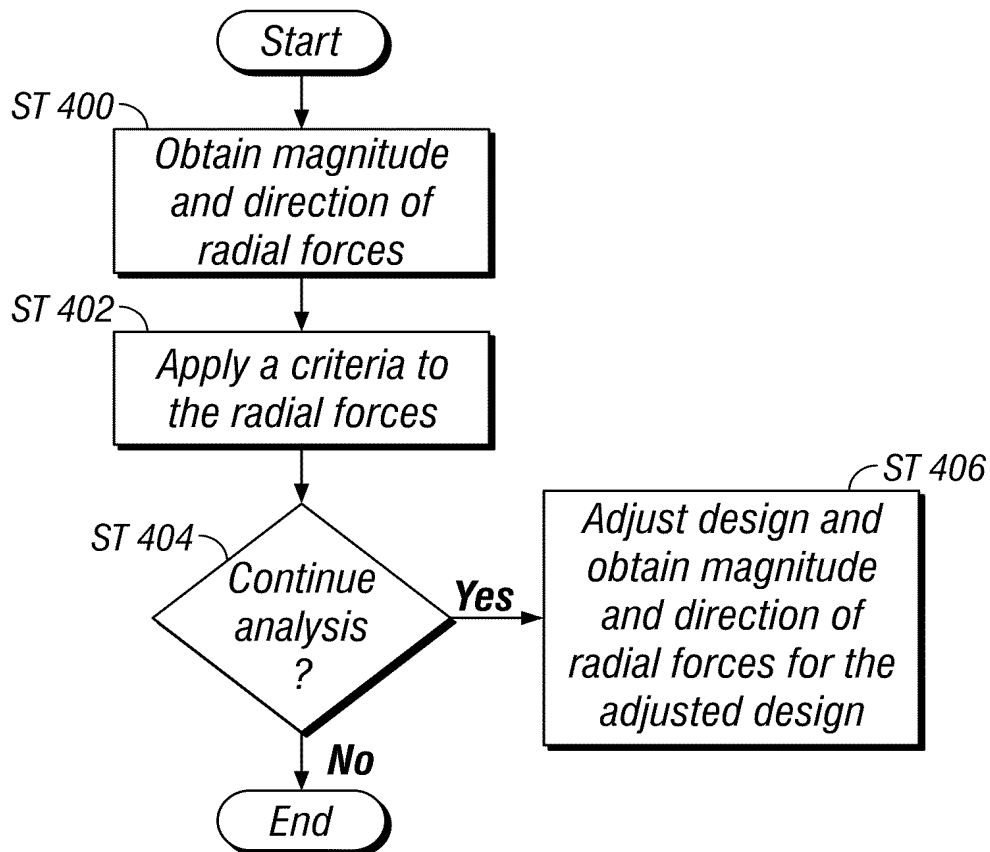 Start
ST 400
Obtain magnitude
and direction of
radial forces
ST 402
Apply a criteria to
the radial forces
ST 404
Continue
analysis
?
Yes
ST 406
Adjust design and
obtain magnitude
and direction of
radial forces for the
adjusted design
No
End